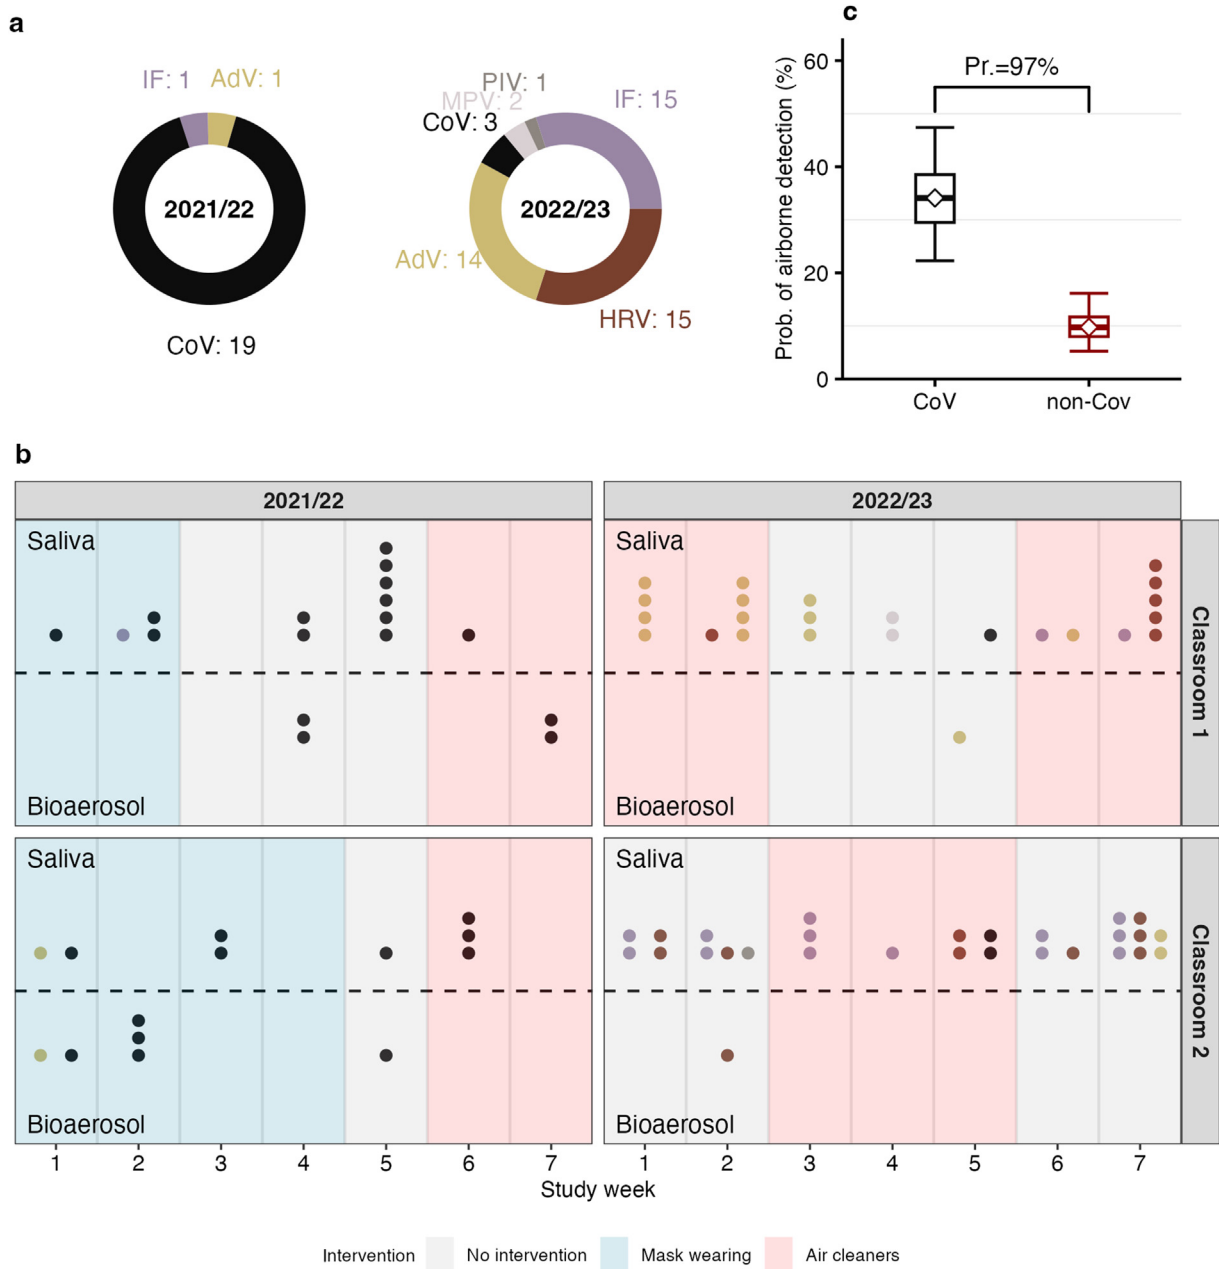 a
IF: 1 AdV: 1
2021/22
CoV: 19
PIV: 1
MPV: 2
IF: 15
CoV: 3
2022/23
AdV: 14
HRV: 15
c
Prob. of airborne detection (%)
60
40
20
0
Pr.=97%
CoV non-Cov
b
2021/22 2022/23
Saliva Saliva
Classroom 1
Bioaerosol Bioaerosol
Saliva Saliva
Classroom 2
Bioaerosol Bioaerosol
1 2 3 4 5 6 7 1 2 3 4 5 6 7
Study week
Intervention No intervention Mask wearing Air cleaners